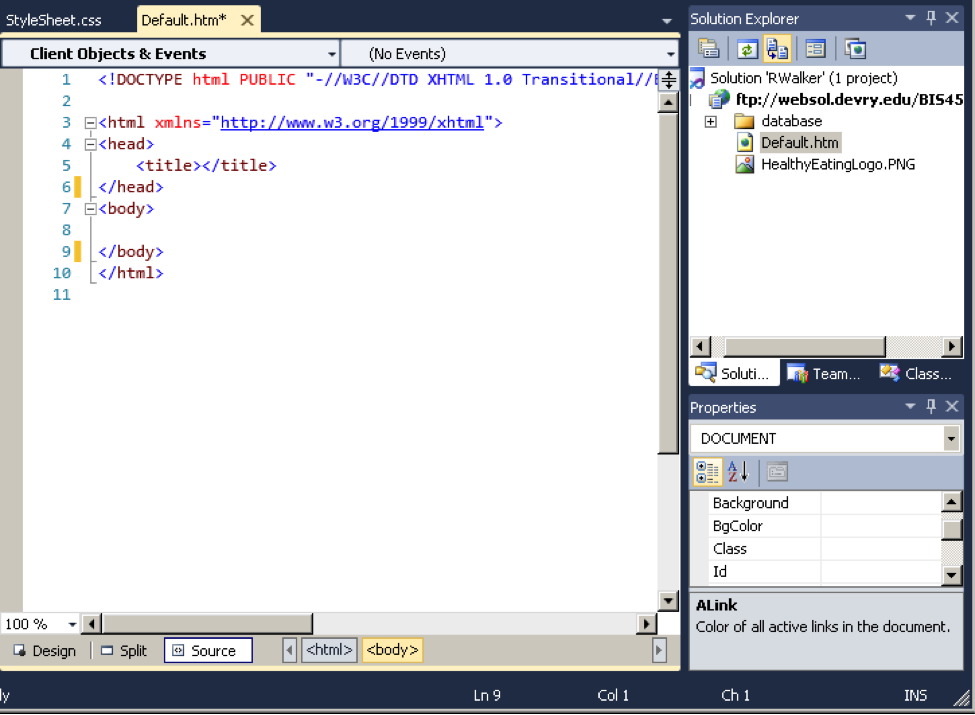 StyleSheet.css Default.htm*
Client Objects & Events (No Events)
1 <!DOCTYPE html PUBLIC "-//W3C//DTD XHTML 1.0 Transitional//
2
3 <html xmlns="http://www.w3.org/1999/xhtml">
4 <head>
5 <title></title>
6 </head>
7 <body>
8
9 </body>
10 </html>
11
100 %
Design Split Source <html> <body>
Solution Explorer
Solution 'RWalker' (1 project)
ftp://websol.devry.edu/BIS45
database
Default.htm
HealthyEatingLogo.PNG
Soluti... Team... Class...
Properties
DOCUMENT
Background
BgColor
Class
Id
ALink
Color of all active links in the document.
ly Ln 9 Col 1 Ch 1 INS